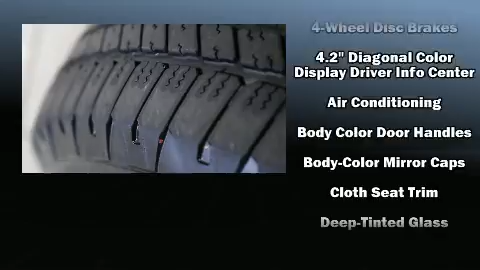 4-Wheel Disc Brakes
4.2" Diagonal Color
Display Driver Info Center
Air Conditioning
Body Color Door Handles
Body-Color Mirror Caps
Cloth Seat Trim
Deep-Tinted Glass